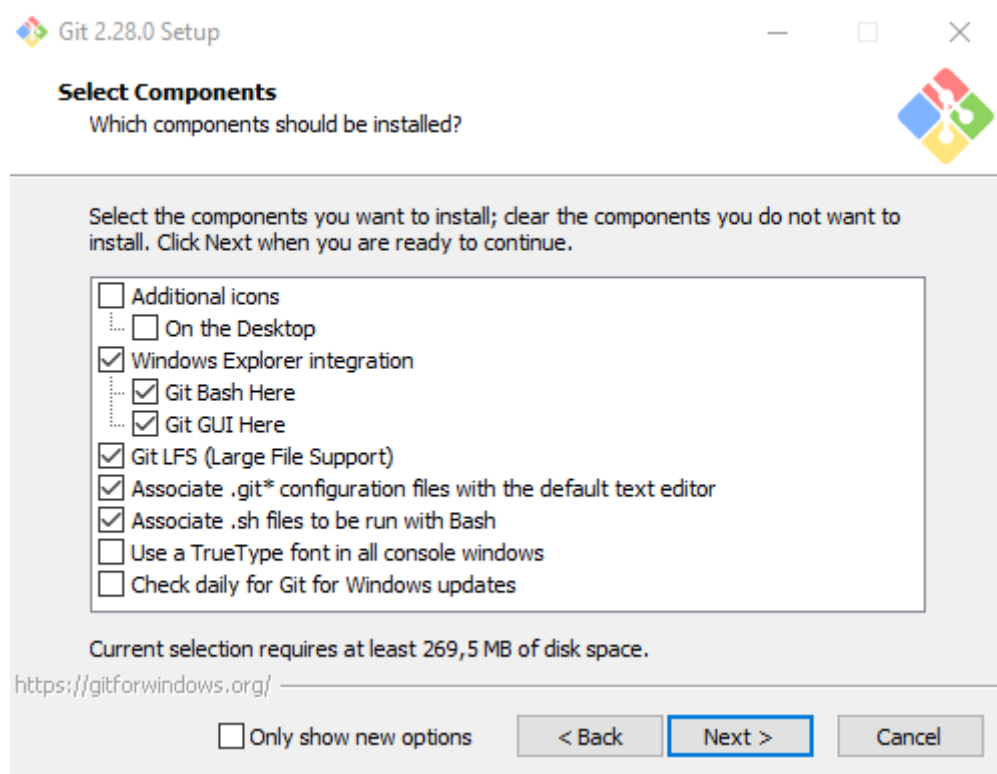 Git 2.28.0 Setup
Select Components
Which components should be installed?
Select the components you want to install; clear the components you do not want to
install. Click Next when you are ready to continue.
Additional icons
On the Desktop
Windows Explorer integration
Git Bash Here
Git GUI Here
Git LFS (Large File Support)
Associate .git* configuration files with the default text editor
Associate .sh files to be run with Bash
Use a TrueType font in all console windows
Check daily for Git for Windows updates
Current selection requires at least 269,5 MB of disk space.
https://gitforwindows.org/
Only show new options
< Back
Next >
Cancel